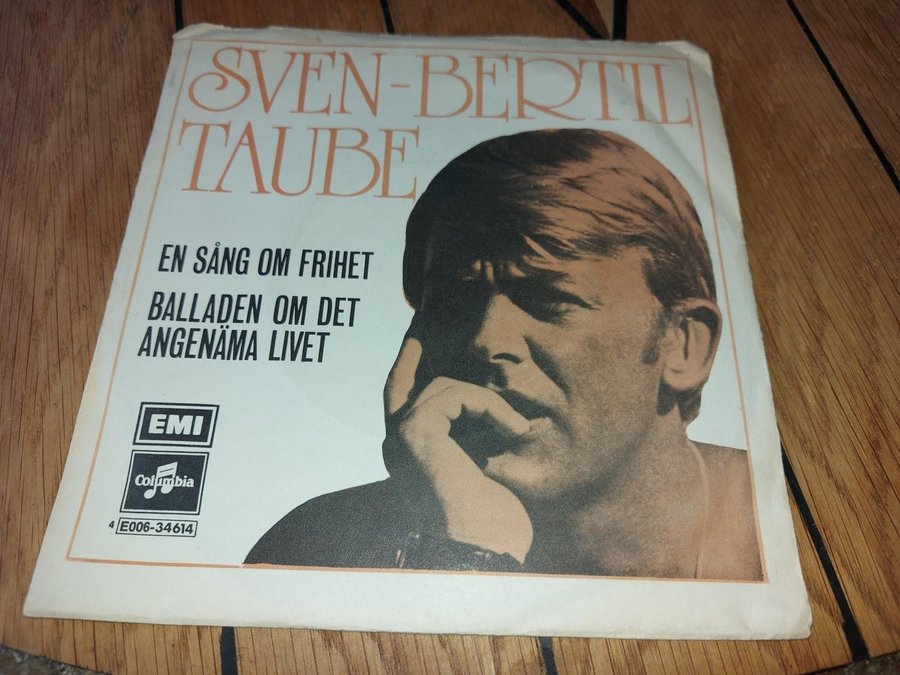 SVEN-BERTIL
TAUBE
EN SÅNG OM FRIHET
BALLADEN OM DET
ANGENÄMA LIVET
EMI
Columbia
4 E006-34614